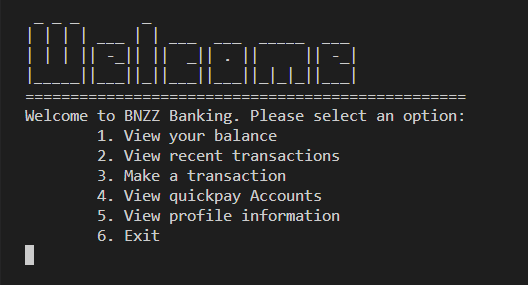 Welcome
Welcome to BNZZ Banking. Please select an option:
1. View your balance
2. View recent transactions
3. Make a transaction
4. View quickpay Accounts
5. View profile information
6. Exit